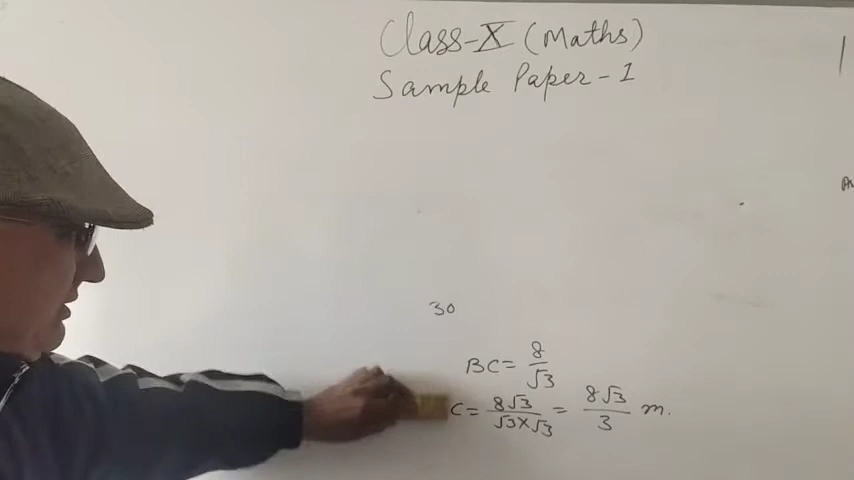 Class-X (Maths)
Sample Paper-1
30
BC = 8/√3
C = 8√3/√3×√3 = 8√3/3 m.